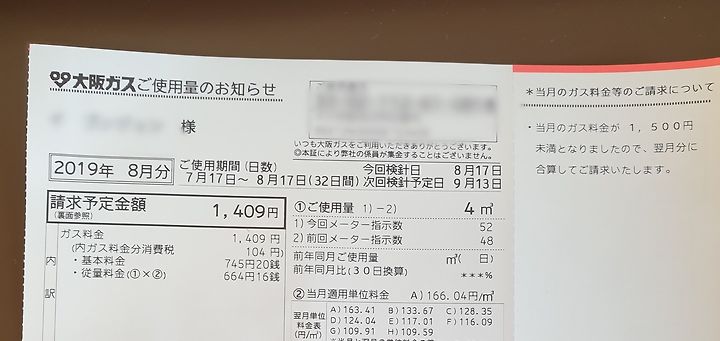 大阪ガス ご使用量のお知らせ
様
いつも大阪ガスをご利用いただきありがとうございます。
◎本証により弊社の係員が集金することはございません。
2019年 8月分
ご使用期間(日数)
7月17日～ 8月17日(32日間)
今回検針日 8月17日
次回検針予定日 9月13日
請求予定金額
(裏面参照)
1,409円
内訳
ガス料金 1,409 円
(内ガス料金分消費税 104 円)
・基本料金 745円20銭
・従量料金(①×②) 664円16銭
①ご使用量 1)-2) 4 ㎥
1)今回メーター指示数 52
2)前回メーター指示数 48
前年同月ご使用量 ㎥( 日)
前年同月比(30日換算) ***%
②当月適用単位料金 A)166.04円/㎥
翌月単位料金表(円/㎥)
A)163.41 B)133.67 C)128.35
D)124.04 E)117.01 F)116.09
G)109.91 H)109.59
*当月のガス料金等のご請求について
・当月のガス料金が1,500円
未満となりましたので、翌月分に
合算してご請求いたします。